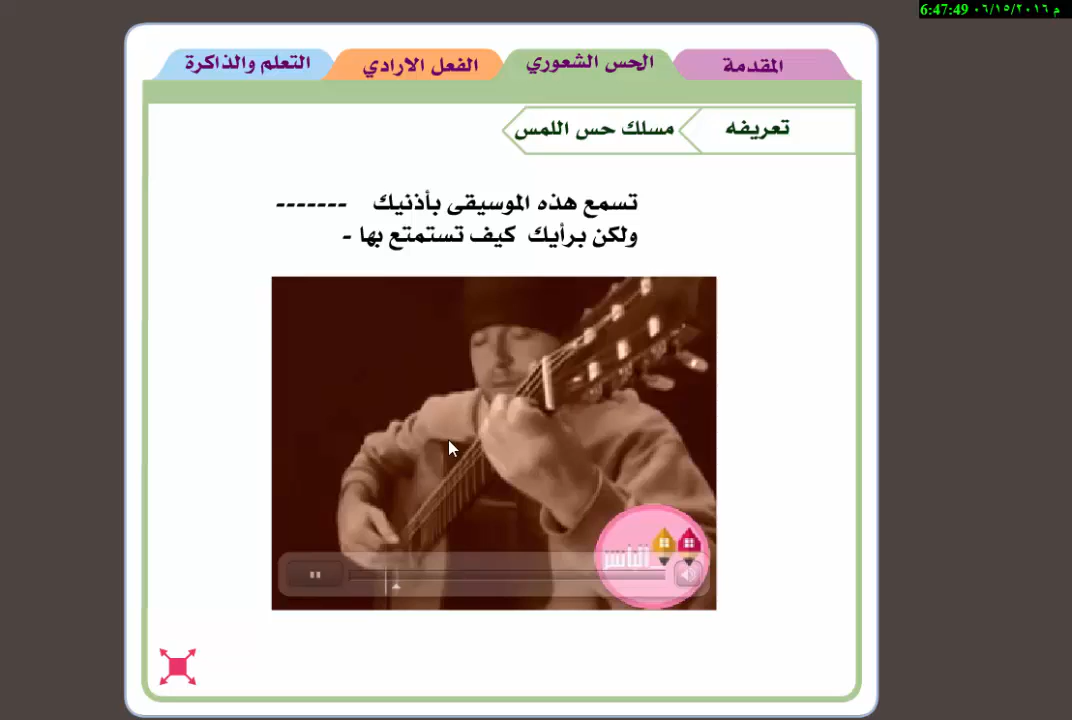 6:47:49 م ٠٦/١٥/٢٠١٦
المقدمة
الحس الشعوري
الفعل الارادي
التعلم والذاكرة
تعريفه
مسلك حس اللمس
تسمع هذه الموسيقى بأذنيك -------
ولكن برأيك كيف تستمتع بها -